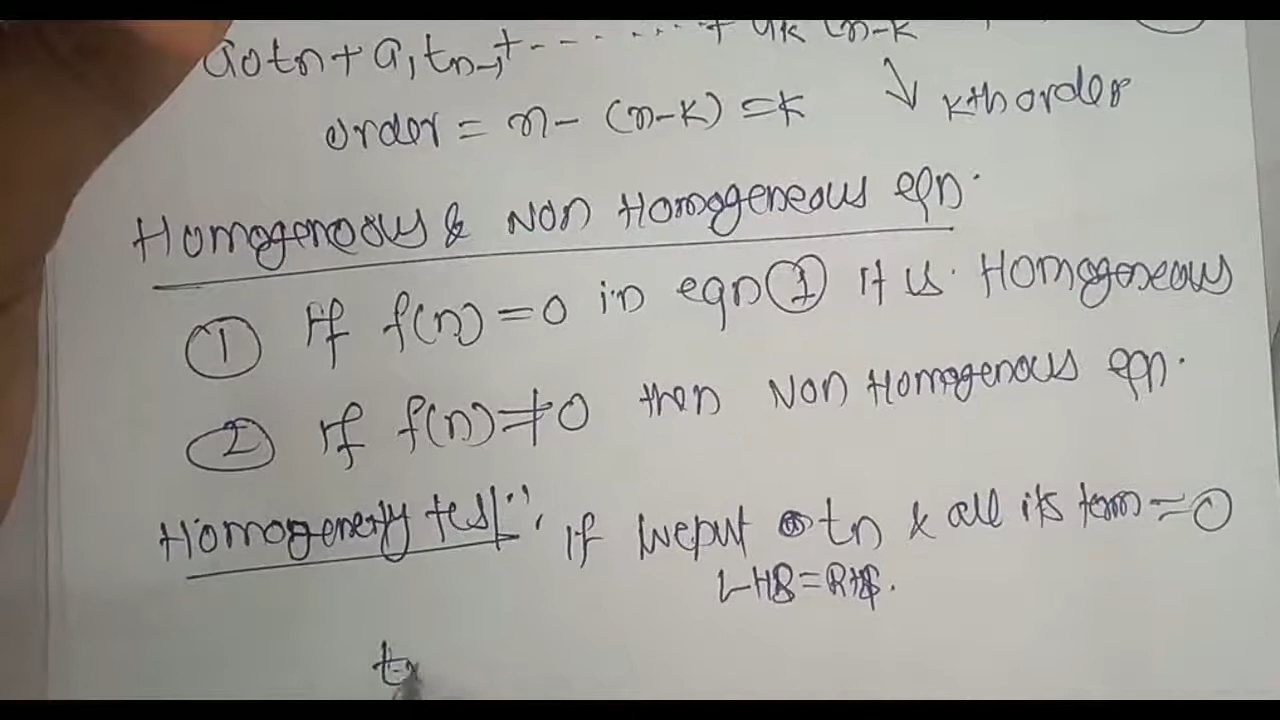 a0tn + a1tn-1 + - - - - ..... + ak tn-k
order = n - (n-k) = k ↓ kth order
Homogenoous & Non Homogeneous eqn.
① If f(n) = 0 in eqn ① it is Homogeneous
② If f(n) ≠ 0 then Non Homogenous eqn.
Homogeneity test:, if we put tn & all its term = 0
LHS = RHS.
t